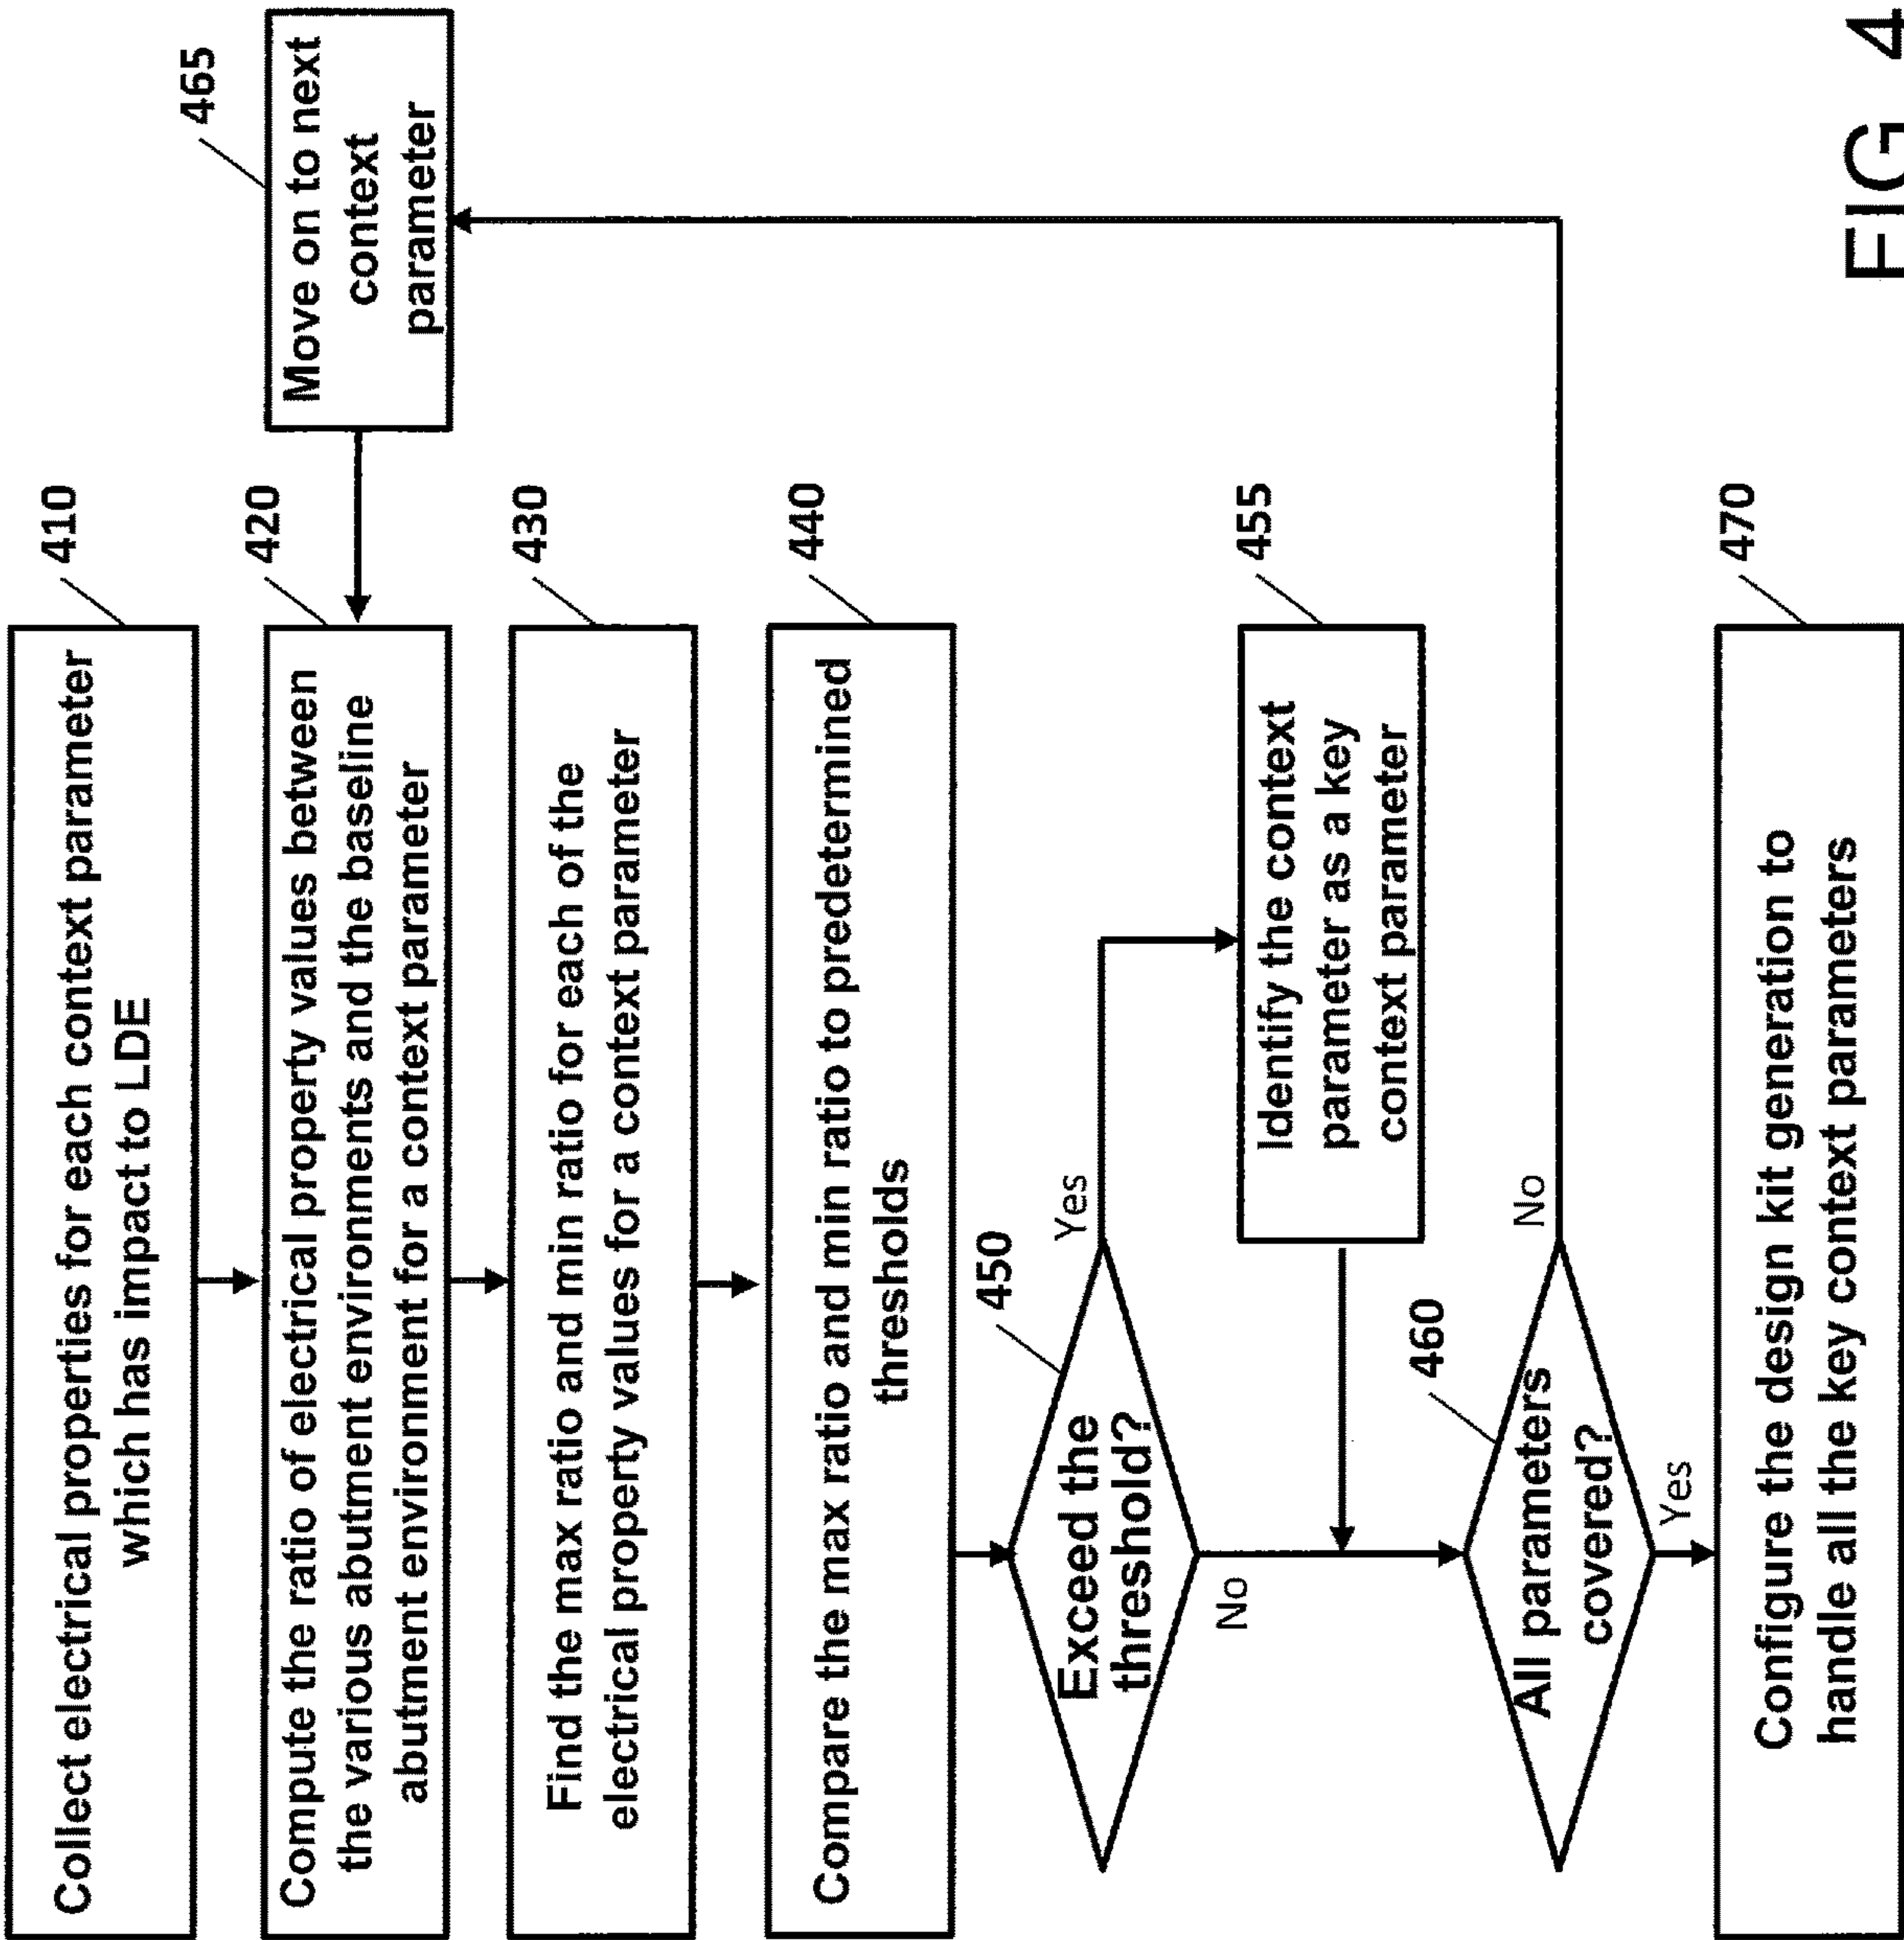 410
Collect electrical properties for each context parameter
which has impact to LDE
420
Compute the ratio of electrical property values between
the various abutment environments and the baseline
abutment environment for a context parameter
465
Move on to next
context
parameter
430
Find the max ratio and min ratio for each of the
electrical property values for a context parameter
440
Compare the max ratio and min ratio to predetermined
thresholds
450
Exceed the
threshold?
Yes
No
455
Identify the context
parameter as a key
context parameter
460
All parameters
covered?
No
Yes
470
Configure the design kit generation to
handle all the key context parameters
FIG 4